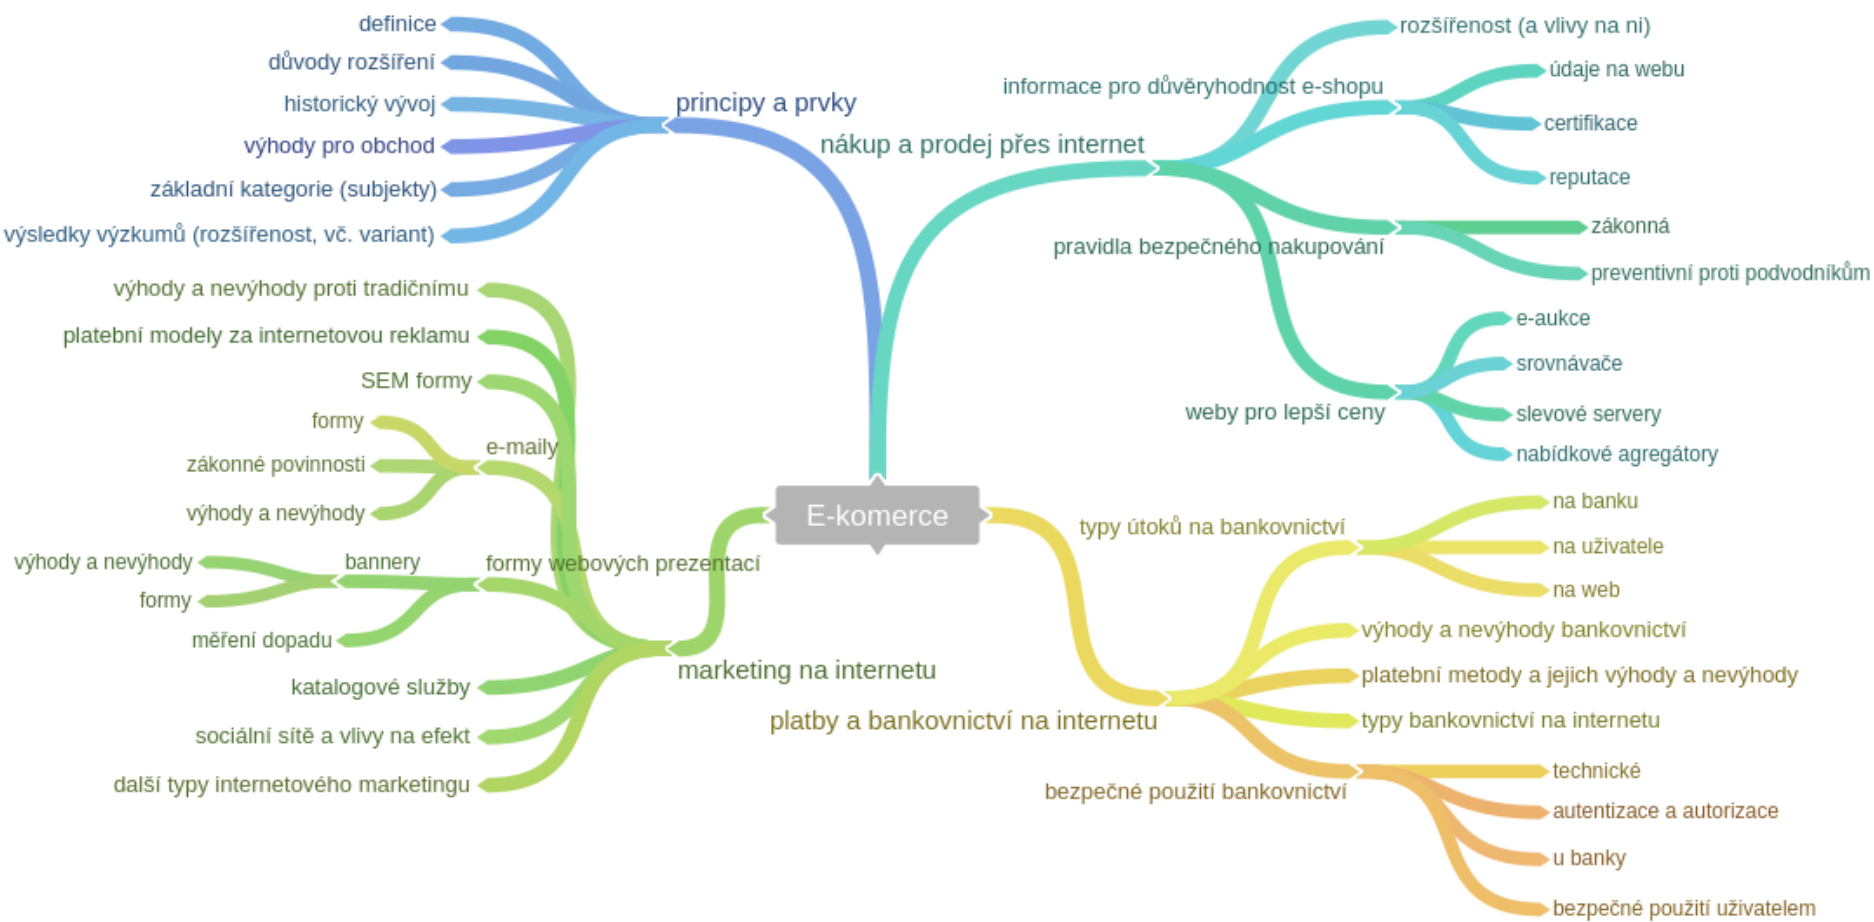 E-komerce
principy a prvky
definice
důvody rozšíření
historický vývoj
výhody pro obchod
základní kategorie (subjekty)
výsledky výzkumů (rozšířenost, vč. variant)
nákup a prodej přes internet
rozšířenost (a vlivy na ni)
informace pro důvěryhodnost e-shopu
údaje na webu
certifikace
reputace
pravidla bezpečného nakupování
zákonná
preventivní proti podvodníkům
weby pro lepší ceny
e-aukce
srovnávače
slevové servery
nabídkové agregátory
marketing na internetu
výhody a nevýhody proti tradičnímu
platební modely za internetovou reklamu
SEM formy
e-maily
formy
zákonné povinnosti
výhody a nevýhody
formy webových prezentací
bannery
výhody a nevýhody
formy
měření dopadu
katalogové služby
sociální sítě a vlivy na efekt
další typy internetového marketingu
platby a bankovnictví na internetu
typy útoků na bankovnictví
na banku
na uživatele
na web
výhody a nevýhody bankovnictví
platební metody a jejich výhody a nevýhody
typy bankovnictví na internetu
bezpečné použití bankovnictví
technické
autentizace a autorizace
u banky
bezpečné použití uživatelem